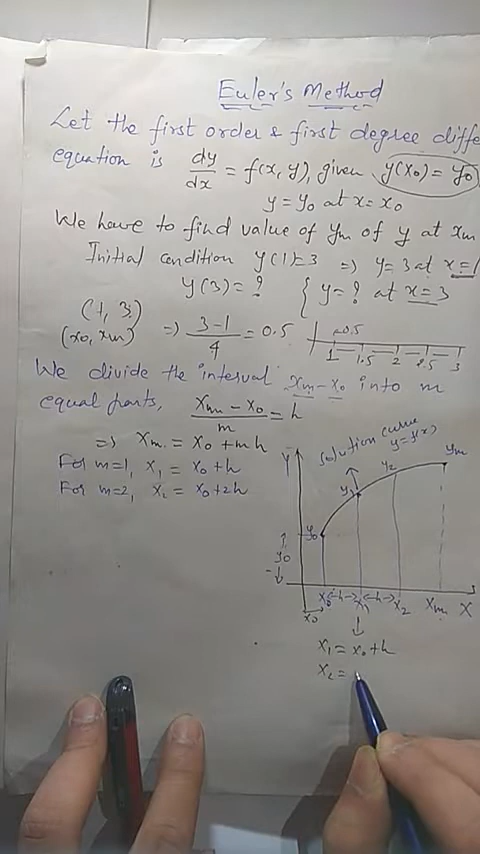 Euler's Method
Let the first order & first degree diffe
equation is dy/dx = f(x, y), given y(x0) = y0
y = y0 at x = x0
We have to find value of ym of y at xm
Initial condition y(1)=3 => y=3 at x=1
y(3)=? { y=? at x=3
(1, 3)
(x0, xm) => 3-1/4 = 0.5
0.5
1 1.5 2 2.5 3
We divide the interval xm - x0 into m
equal parts, xm - x0/m = h
=> xm = x0 + mh
For m=1, x1 = x0 + h
For m=2, x2 = x0 + 2h
solution curve
y=f(x)
Y y0 y1 y2 ym
y0
x0 h x1 h x2 xm X
x0
x1 = x0 + h
x2 =